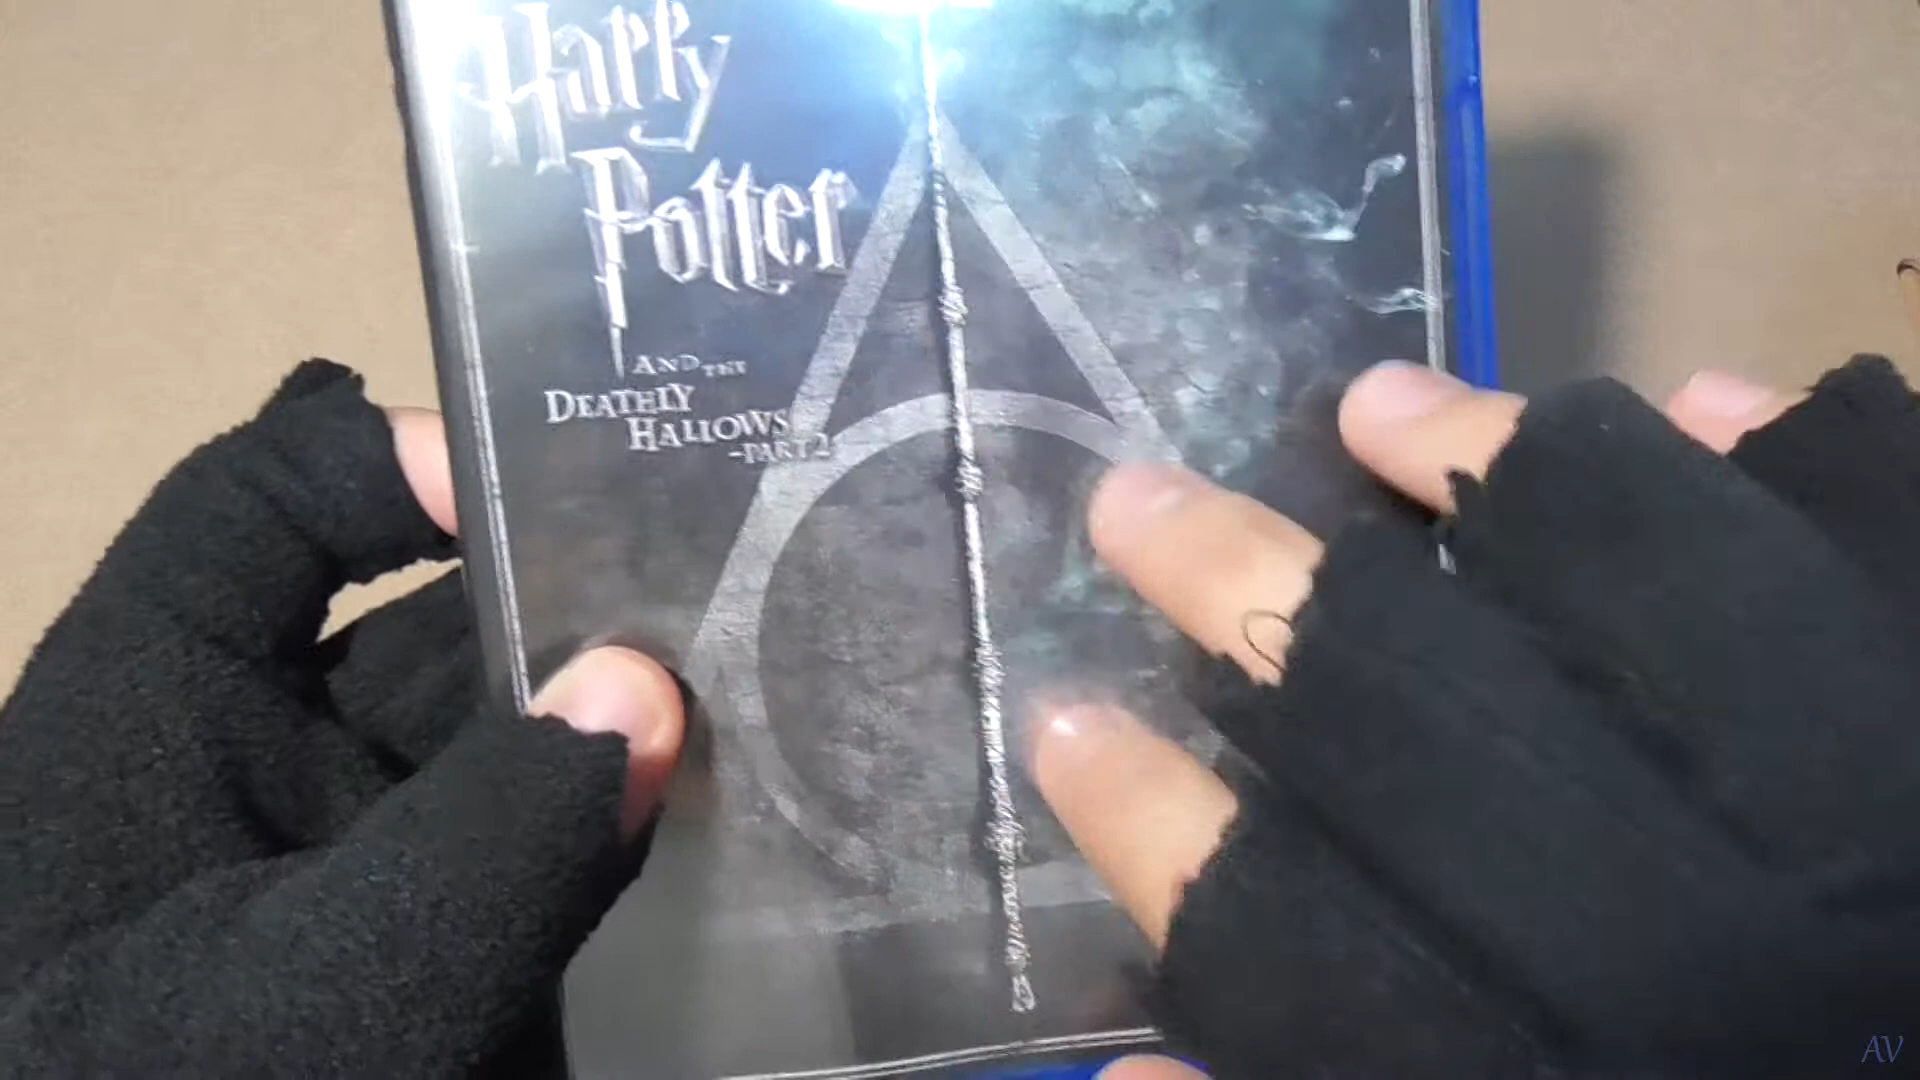 Harry
Potter
AND THE
DEATHLY
HALLOWS
-PART 2
AV